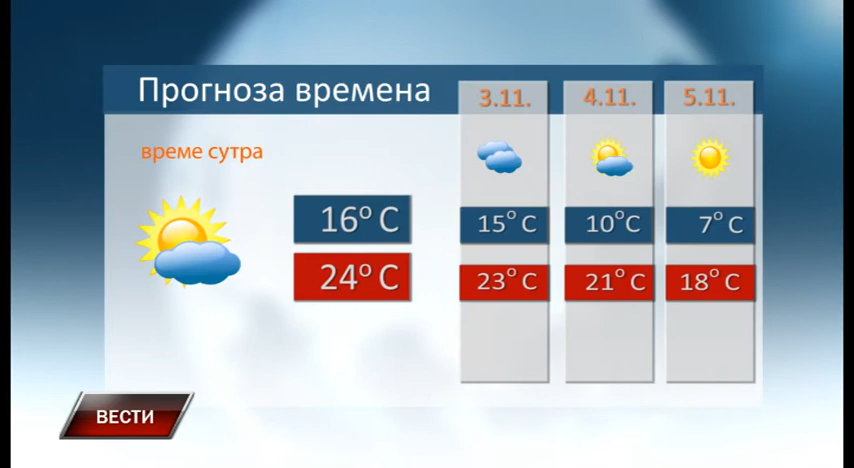 Прогноза времена
време сутра
16° C
24° C
3.11.
15° C
23° C
4.11.
10°C
21° C
5.11.
7° C
18° C
ВЕСТИ